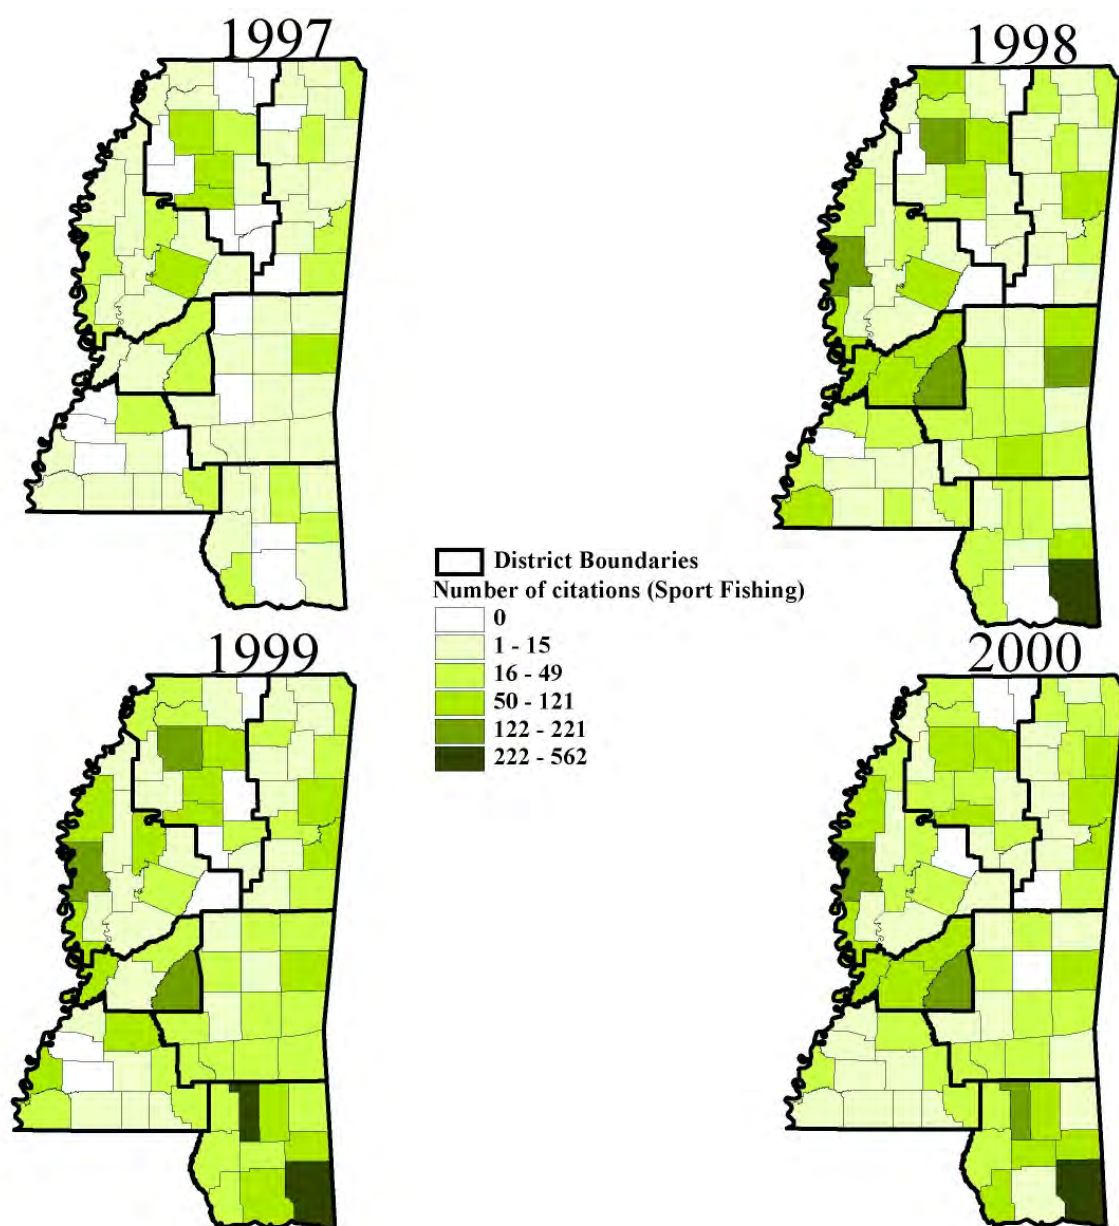 1997
1998
District Boundaries
Number of citations (Sport Fishing)
0
1 - 15
16 - 49
50 - 121
122 - 221
222 - 562
1999
2000